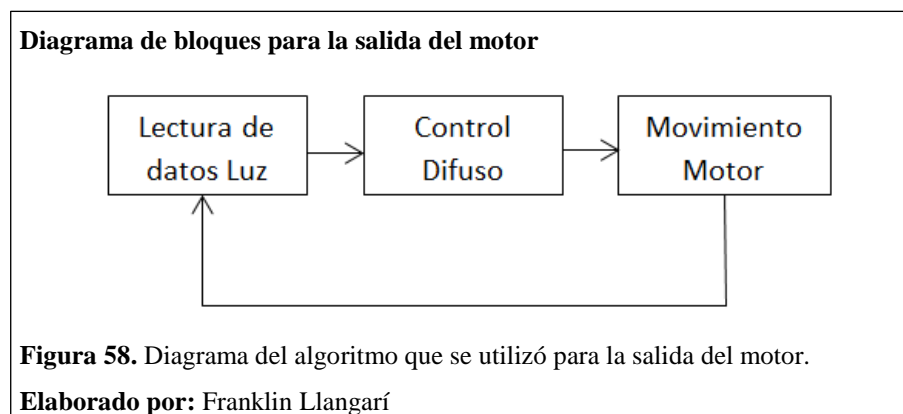 Diagrama de bloques para la salida del motor
Lectura de
datos Luz
Control
Difuso
Movimiento
Motor
Figura 58. Diagrama del algoritmo que se utilizó para la salida del motor.
Elaborado por: Franklin Llangarí